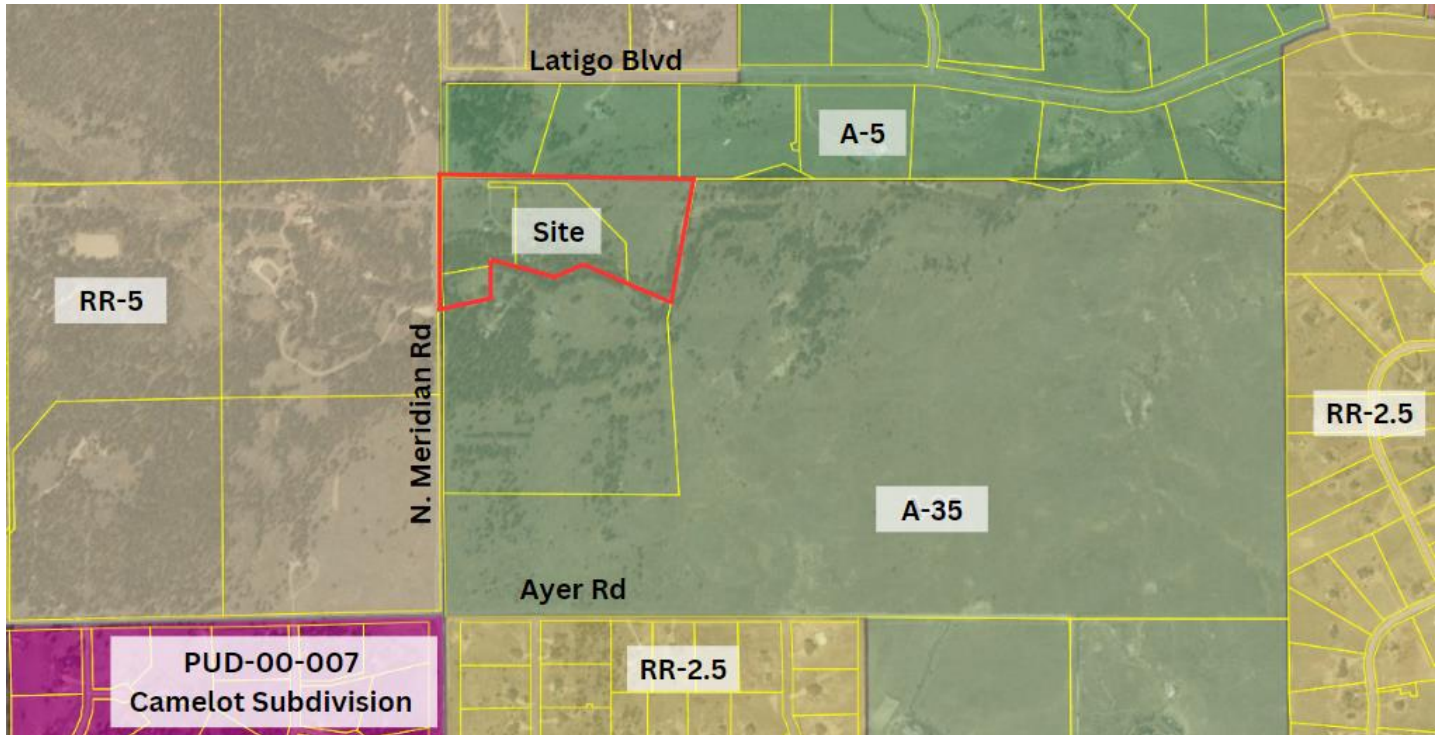 Latigo Blvd
A-5
Site
RR-5
N. Meridian Rd
RR-2.5
A-35
Ayer Rd
PUD-00-007
Camelot Subdivision
RR-2.5